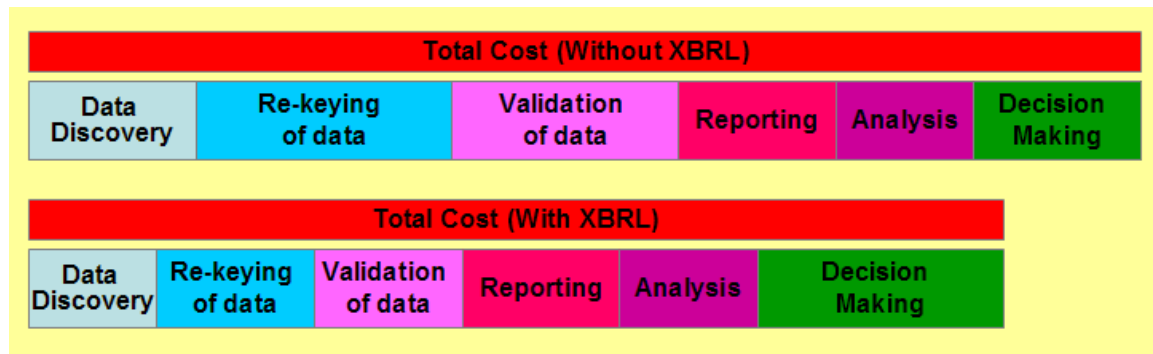 Total Cost (Without XBRL)
Data
Discovery
Re-keying
of data
Validation
of data
Reporting
Analysis
Decision
Making
Total Cost (With XBRL)
Data
Discovery
Re-keying
of data
Validation
of data
Reporting
Analysis
Decision
Making